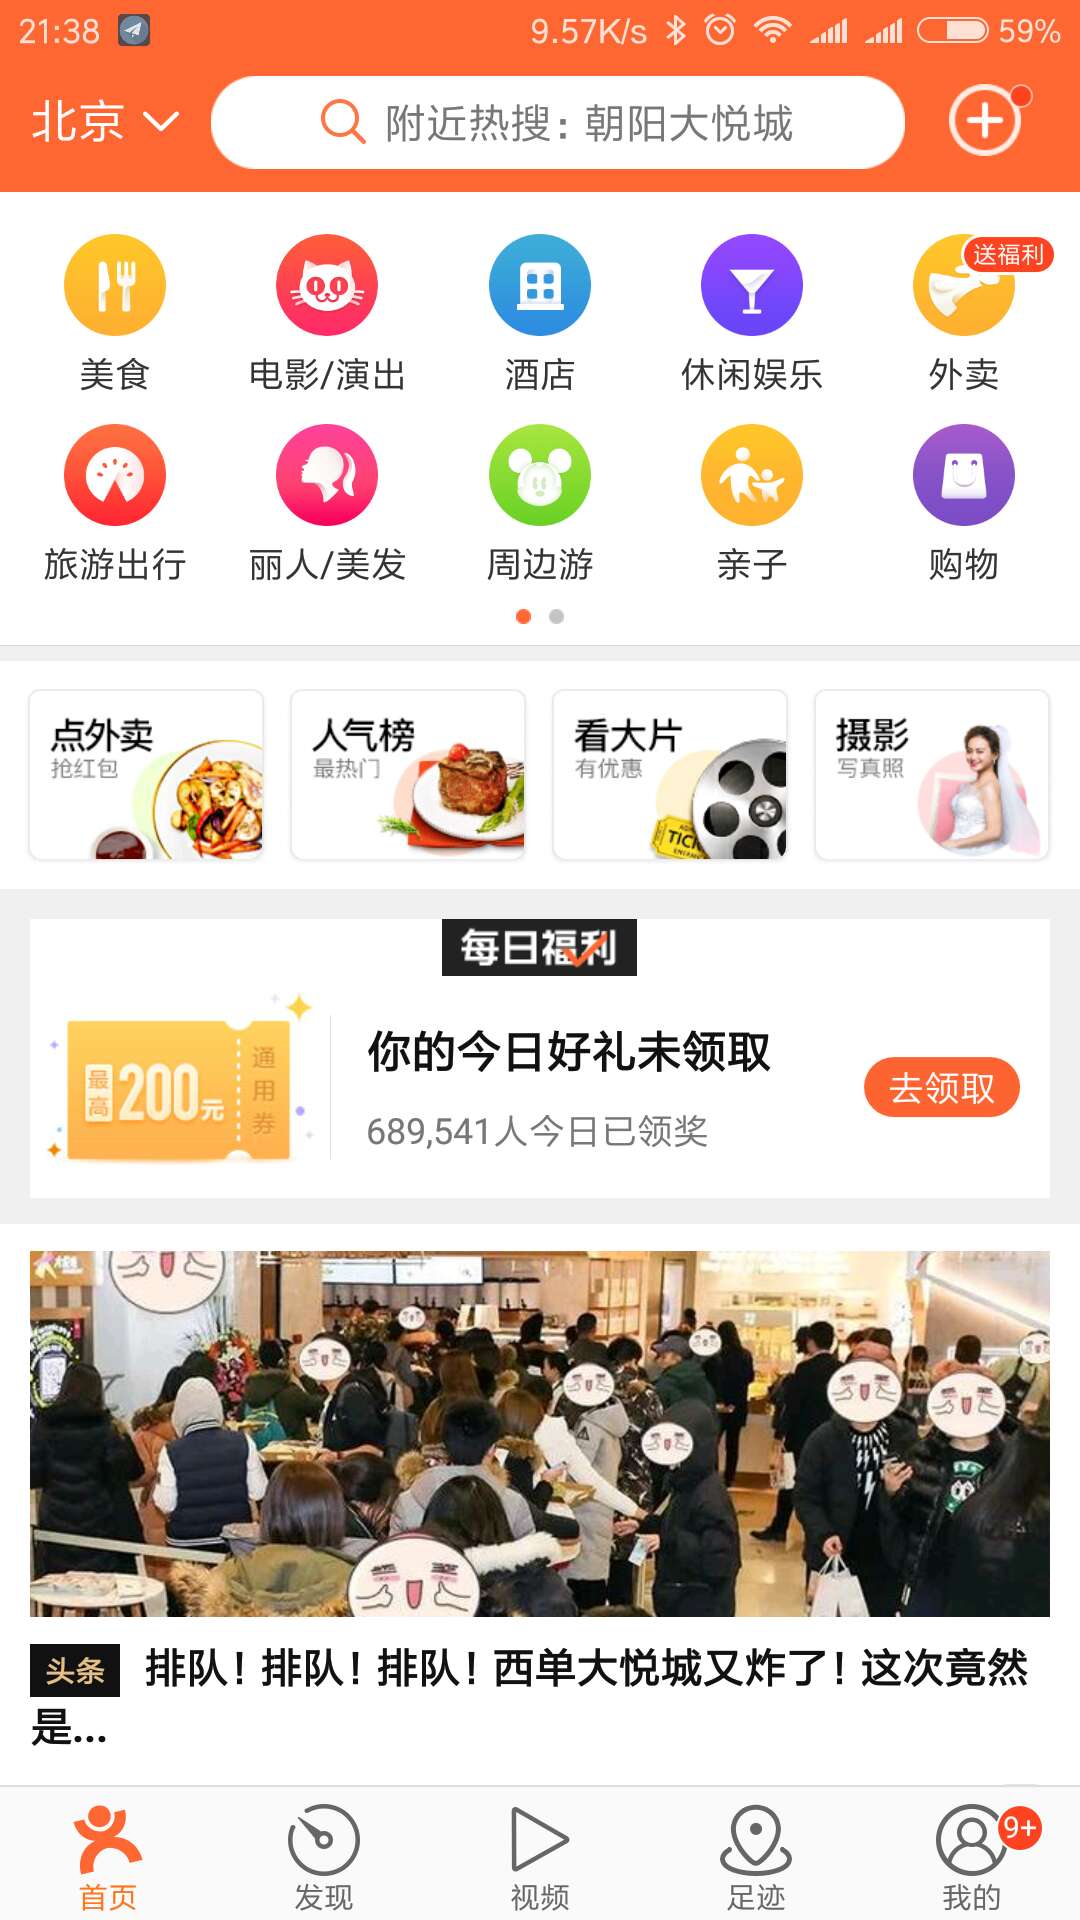 21:38 9.57K/s 59%
北京 附近热搜：朝阳大悦城
送福利
美食 电影/演出 酒店 休闲娱乐 外卖
旅游出行 丽人/美发 周边游 亲子 购物
点外卖 人气榜 看大片 摄影
抢红包 最热门 有优惠 写真照
每日福利
你的今日好礼未领取
最高200元 通用券
去领取
689,541人今日已领奖
头条 排队！排队！排队！西单大悦城又炸了！这次竟然
是...
9+
首页 发现 视频 足迹 我的